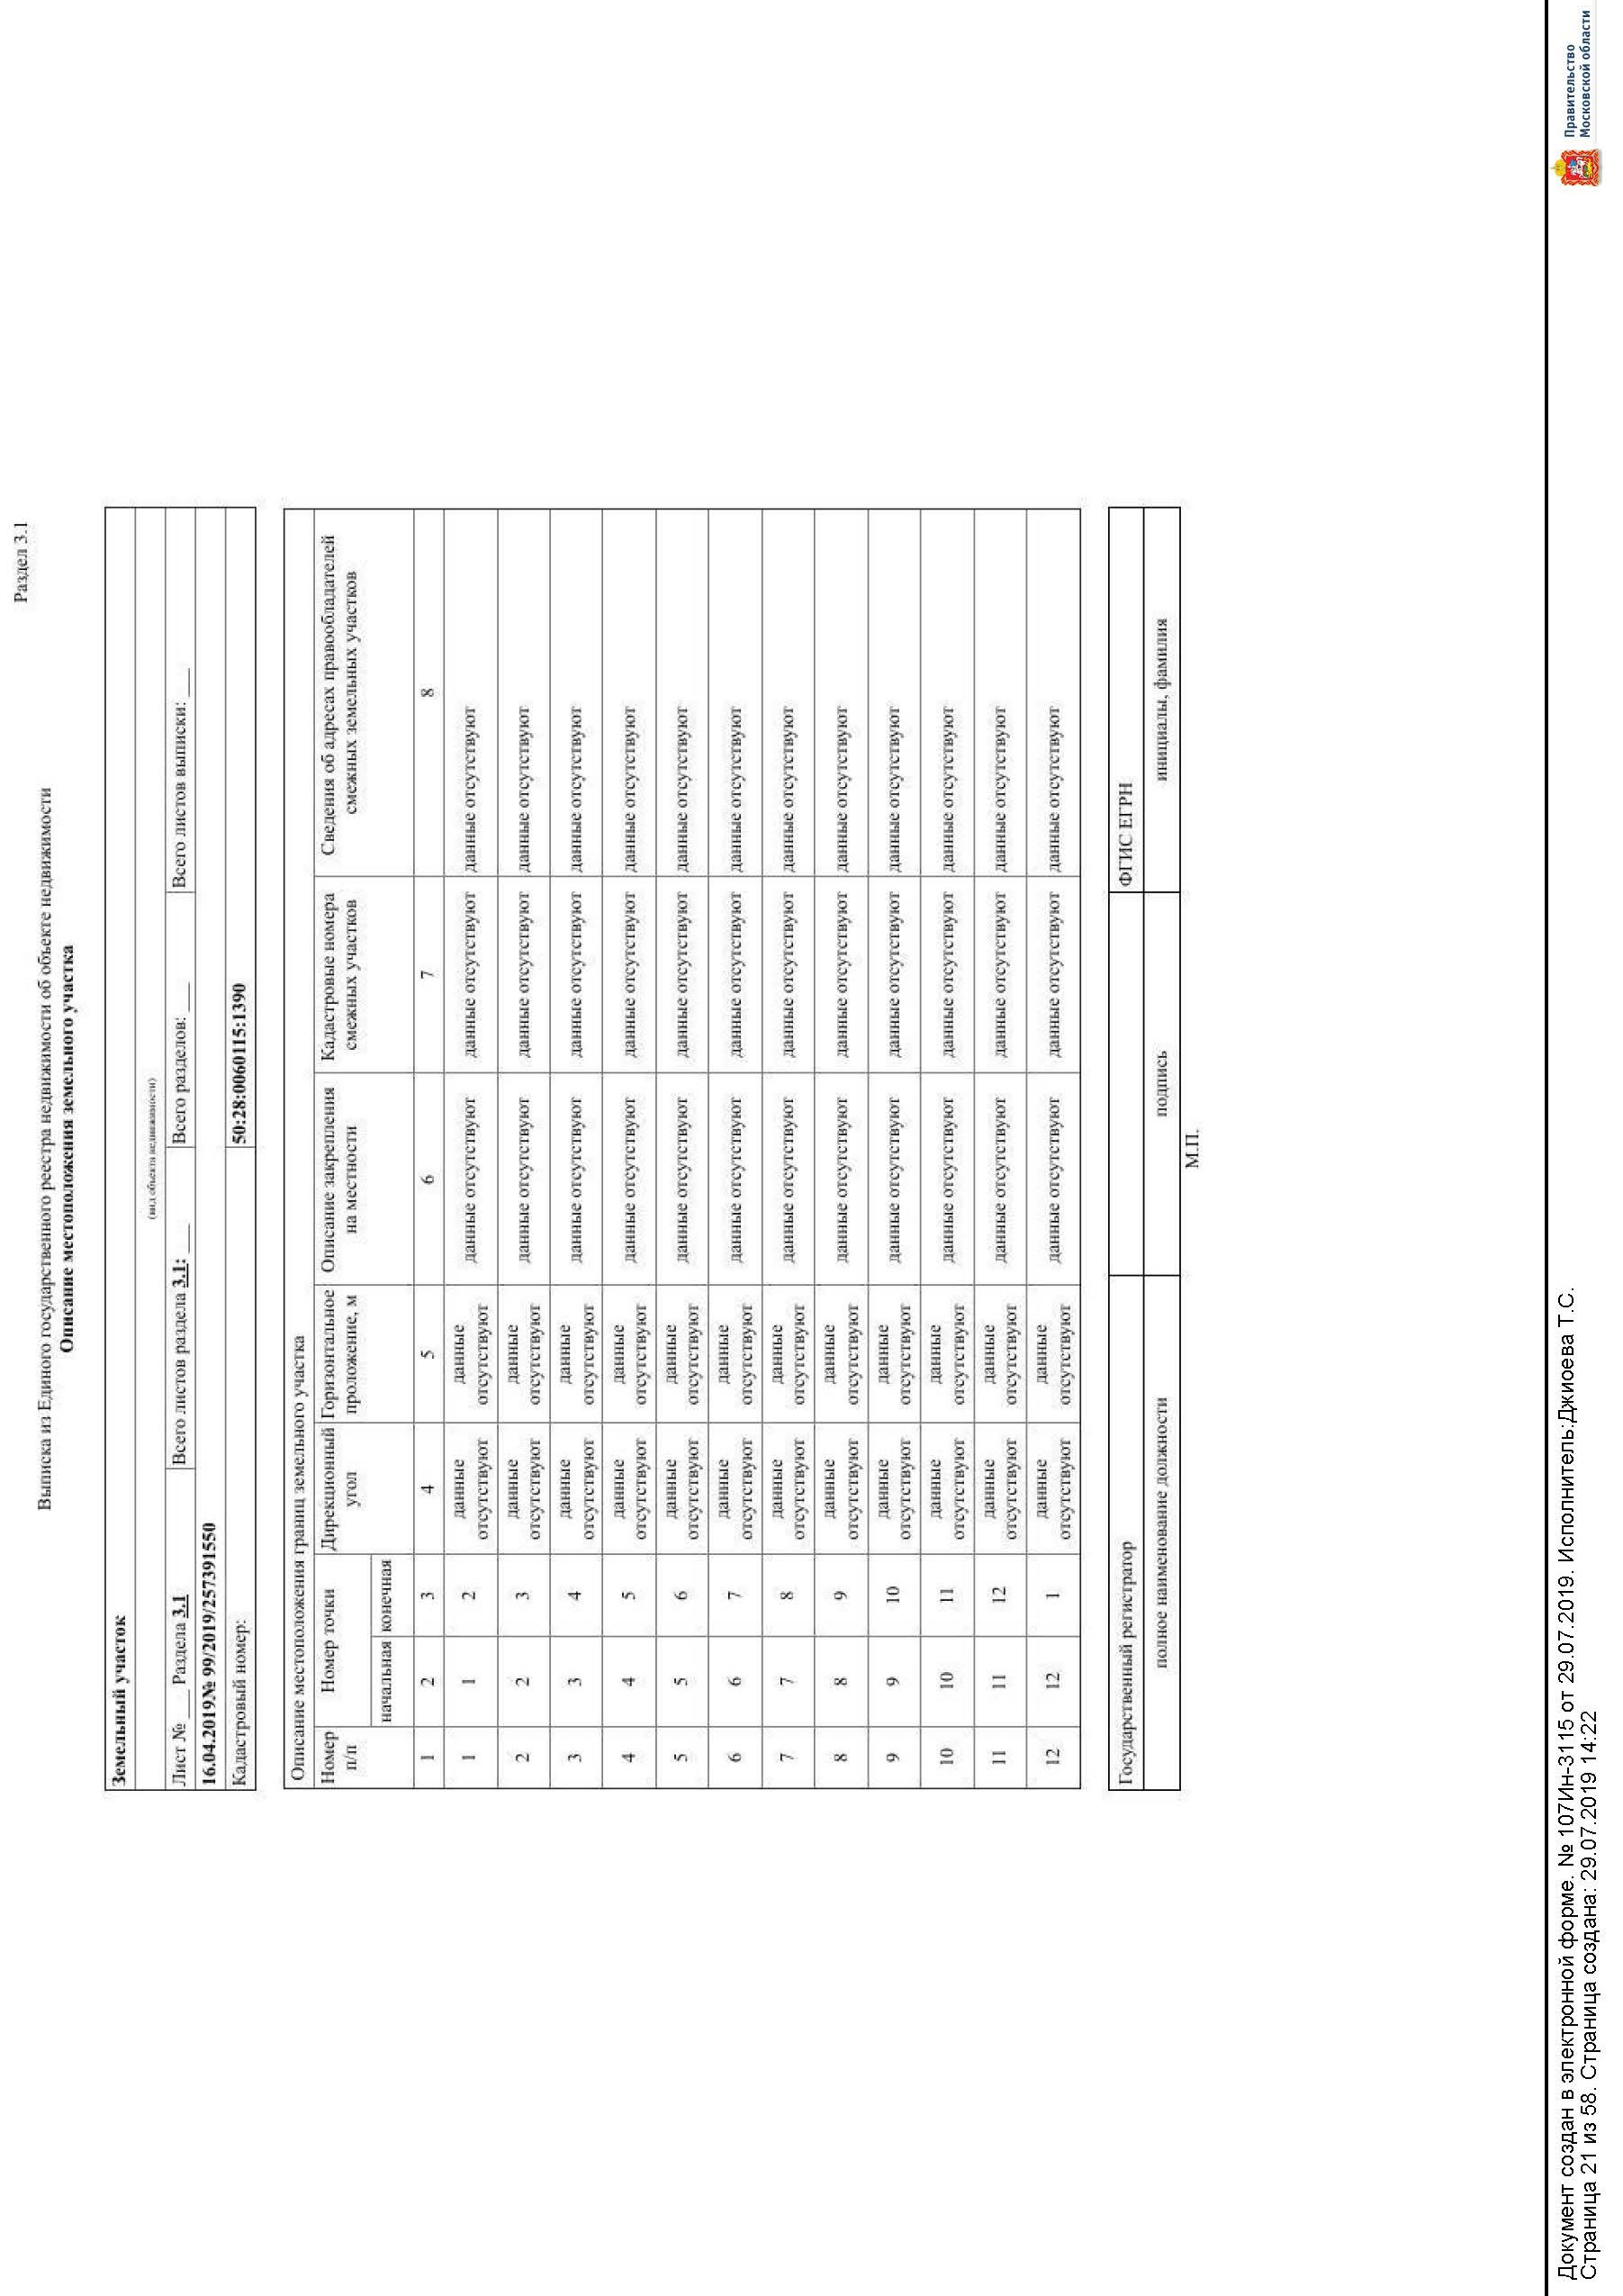 Раздел 3.1
Выписка из Единого государственного реестра недвижимости об объекте недвижимости
Описание местоположения земельного участка
Земельный участок
(вид объекта недвижимости)
Лист № ___ Раздела 3.1 Всего листов раздела 3.1: ___ Всего разделов: ___ Всего листов выписки: ___
16.04.2019№ 99/2019/257391550
Кадастровый номер: 50:28:0060115:1390
Описание местоположения границ земельного участка
Номер Номер точки Дирекционный Горизонтальное Описание закрепления Кадастровые номера Сведения об адресах правообладателей
п/п угол проложение, м на местности смежных участков смежных земельных участков
начальная конечная
1 2 3 4 5 6 7 8
1 1 2 данные отсутствуют данные отсутствуют данные отсутствуют данные отсутствуют данные отсутствуют
2 2 3 данные отсутствуют данные отсутствуют данные отсутствуют данные отсутствуют данные отсутствуют
3 3 4 данные отсутствуют данные отсутствуют данные отсутствуют данные отсутствуют данные отсутствуют
4 4 5 данные отсутствуют данные отсутствуют данные отсутствуют данные отсутствуют данные отсутствуют
5 5 6 данные отсутствуют данные отсутствуют данные отсутствуют данные отсутствуют данные отсутствуют
6 6 7 данные отсутствуют данные отсутствуют данные отсутствуют данные отсутствуют данные отсутствуют
7 7 8 данные отсутствуют данные отсутствуют данные отсутствуют данные отсутствуют данные отсутствуют
8 8 9 данные отсутствуют данные отсутствуют данные отсутствуют данные отсутствуют данные отсутствуют
9 9 10 данные отсутствуют данные отсутствуют данные отсутствуют данные отсутствуют данные отсутствуют
10 10 11 данные отсутствуют данные отсутствуют данные отсутствуют данные отсутствуют данные отсутствуют
11 11 12 данные отсутствуют данные отсутствуют данные отсутствуют данные отсутствуют данные отсутствуют
12 12 1 данные отсутствуют данные отсутствуют данные отсутствуют данные отсутствуют данные отсутствуют
Государственный регистратор ФГИС ЕГРН
полное наименование должности подпись инициалы, фамилия
М.П.
Документ создан в электронной форме. № 107Ин-3115 от 29.07.2019. Исполнитель:Джиоева Т.С.
Страница 21 из 58. Страница создана: 29.07.2019 14:22
Правительство
Московской области